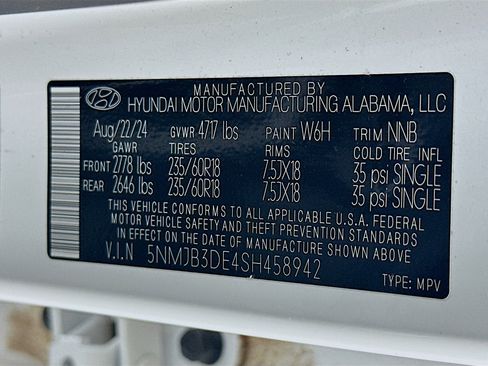 MANUFACTURED BY
HYUNDAI MOTOR MANUFACTURING ALABAMA, LLC
Aug/22/24 GVWR 4717 lbs PAINT W6H TRIM NNB
GAWR TIRES RIMS COLD TIRE INFL
FRONT 2778 lbs 235/60R18 7.5JX18 35 psi SINGLE
REAR 2646 lbs 235/60R18 7.5JX18 35 psi SINGLE
THIS VEHICLE CONFORMS TO ALL APPLICABLE U.S.A. FEDERAL
MOTOR VEHICLE SAFETY AND THEFT PREVENTION STANDARDS
IN EFFECT ON THE DATE OF MANUFACTURE SHOWN ABOVE
V.I.N 5NMJB3DE4SH458942
TYPE: MPV